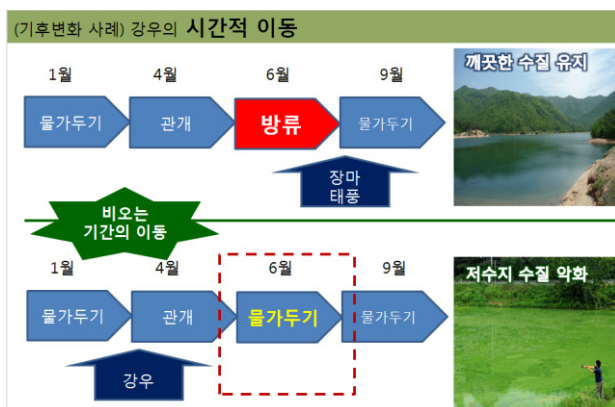 (기후변화 사례) 강우의 시간적 이동
1월 4월 6월 9월
물가두기 관개 방류 물가두기
장마
태풍
깨끗한 수질 유지
비오는
기간의 이동
1월 4월 6월 9월
물가두기 관개 물가두기 물가두기
강우
저수지 수질 악화